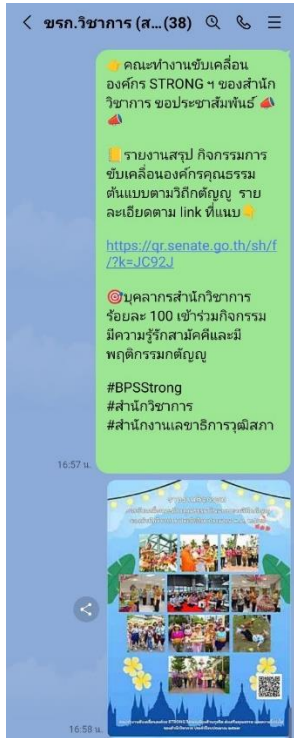 ขรก.วิชาการ (ส...(38)
👉 คณะทำงานขับเคลื่อน
องค์กร STRONG ฯ ของสำนัก
วิชาการ ขอประชาสัมพันธ์ 📣
📣
📒 รายงานสรุป กิจกรรมการ
ขับเคลื่อนองค์กรคุณธรรม
ต้นแบบตามวิถีกตัญญู ราย
ละเอียดตาม link ที่แนบ👇
https://qr.senate.go.th/sh/f
/?k=JC92J
🎯บุคลากรสำนักวิชาการ
ร้อยละ 100 เข้าร่วมกิจกรรม
มีความรู้รักสามัคคีและมี
พฤติกรรมกตัญญู
#BPSStrong
#สำนักวิชาการ
#สำนักงานเลขาธิการวุฒิสภา
16:57 น.
16:58 น.